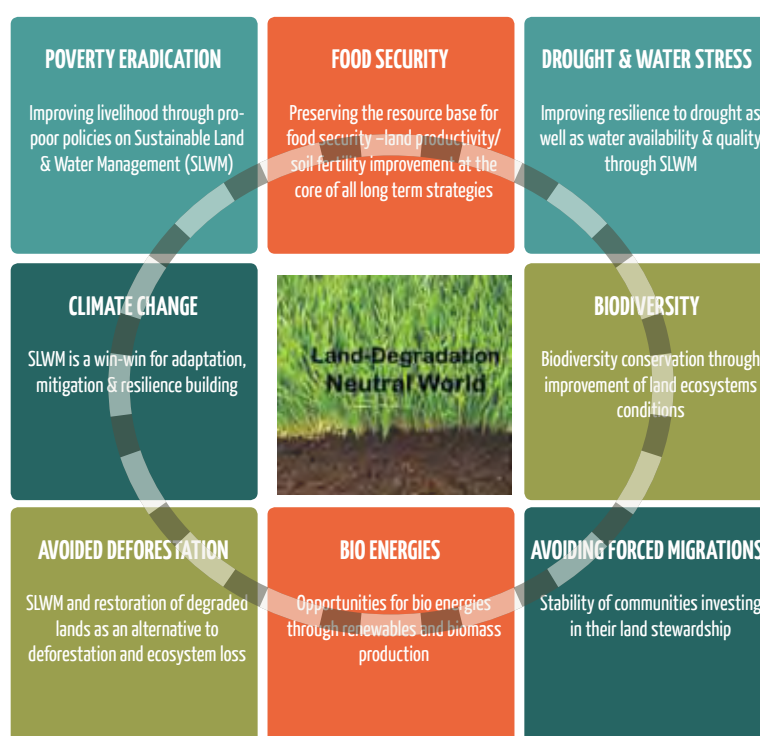 POVERTY ERADICATION
Improving livelihood through pro-
poor policies on Sustainable Land
& Water Management (SLWM)
FOOD SECURITY
Preserving the resource base for
food security –land productivity/
soil fertility improvement at the
core of all long term strategies
DROUGHT & WATER STRESS
Improving resilience to drought as
well as water availability & quality
through SLWM
CLIMATE CHANGE
SLWM is a win-win for adaptation,
mitigation & resilience building
Land-Degradation
Neutral World
BIODIVERSITY
Biodiversity conservation through
improvement of land ecosystems
conditions
AVOIDED DEFORESTATION
SLWM and restoration of degraded
lands as an alternative to
deforestation and ecosystem loss
BIO ENERGIES
Opportunities for bio energies
through renewables and biomass
production
AVOIDING FORCED MIGRATIONS
Stability of communities investing
in their land stewardship